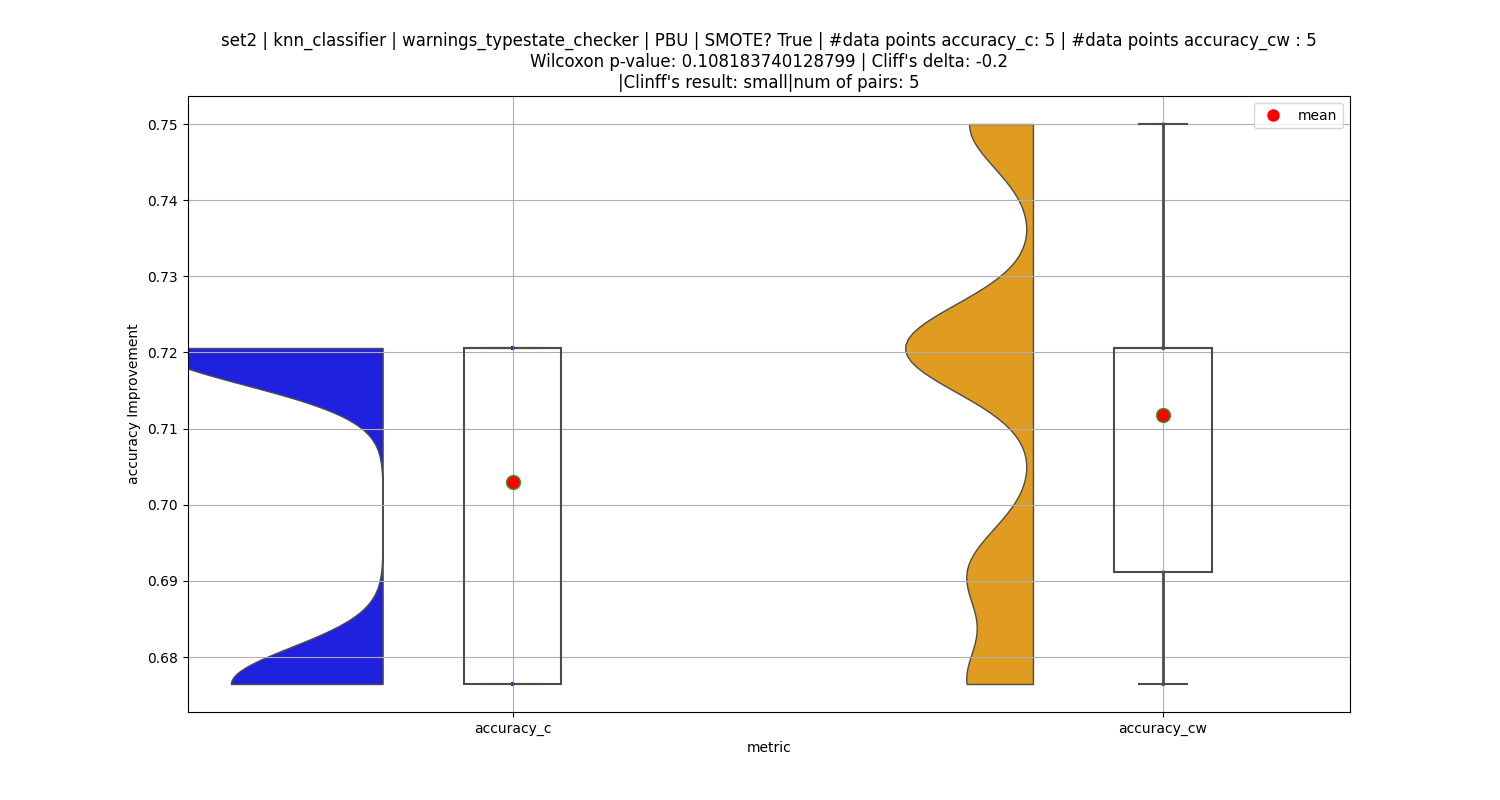 set2 | knn_classifier | warnings_typestate_checker | PBU | SMOTE? True | #data points accuracy_c: 5 | #data points accuracy_cw : 5
Wilcoxon p-value: 0.108183740128799 | Cliff's delta: -0.2
|Clinff's result: small|num of pairs: 5
mean
0.75
0.74
0.73
0.72
0.71
0.70
0.69
0.68
accuracy Improvement
accuracy_c
accuracy_cw
metric